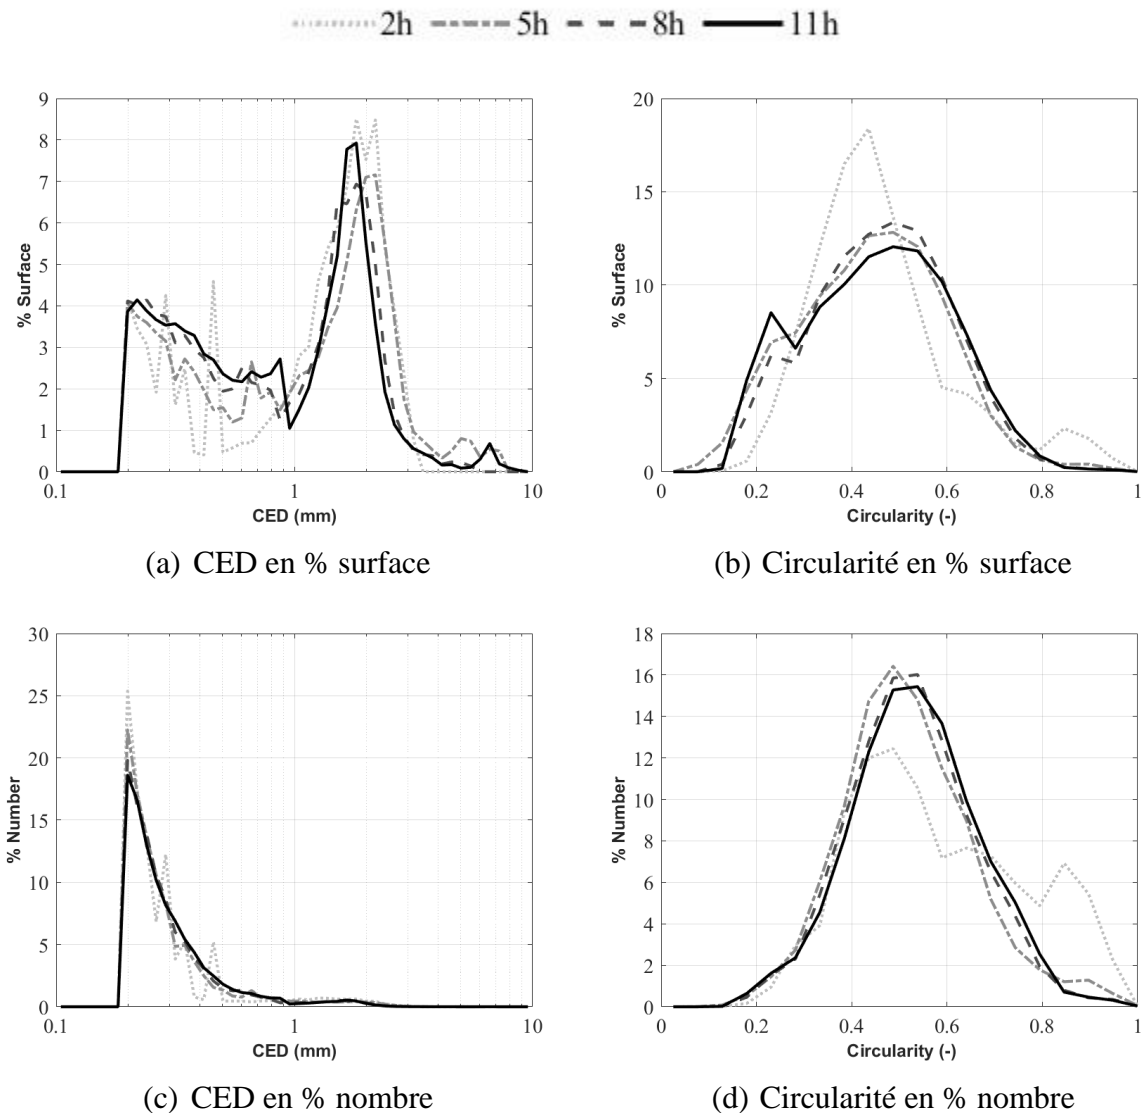 2h 5h 8h 11h
9
8
7
6
5
4
3
2
1
0
% Surface
0.1 1 10
CED (mm)
(a) CED en % surface
20
15
10
5
0
% Surface
0 0.2 0.4 0.6 0.8 1
Circularity (-)
(b) Circularité en % surface
30
25
20
15
10
5
0
% Number
0.1 1 10
CED (mm)
(c) CED en % nombre
18
16
14
12
10
8
6
4
2
0
% Number
0 0.2 0.4 0.6 0.8 1
Circularity (-)
(d) Circularité en % nombre